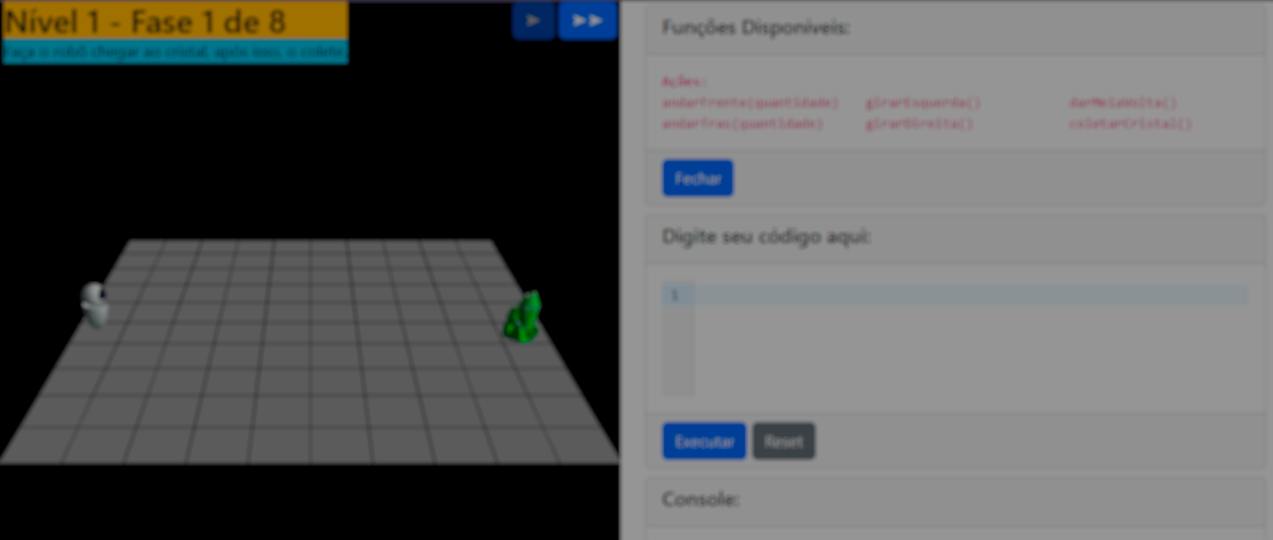 Nível 1 - Fase 1 de 8
Faça o robô chegar ao cristal, após isso, o colete.
Funções Disponíveis:
Ações:
andarFrente(quantidade) girarEsquerda() darMeiaVolta()
andarTras(quantidade) girarDireita() coletarCristal()
Fechar
Digite seu código aqui:
1
Executar Reset
Console: